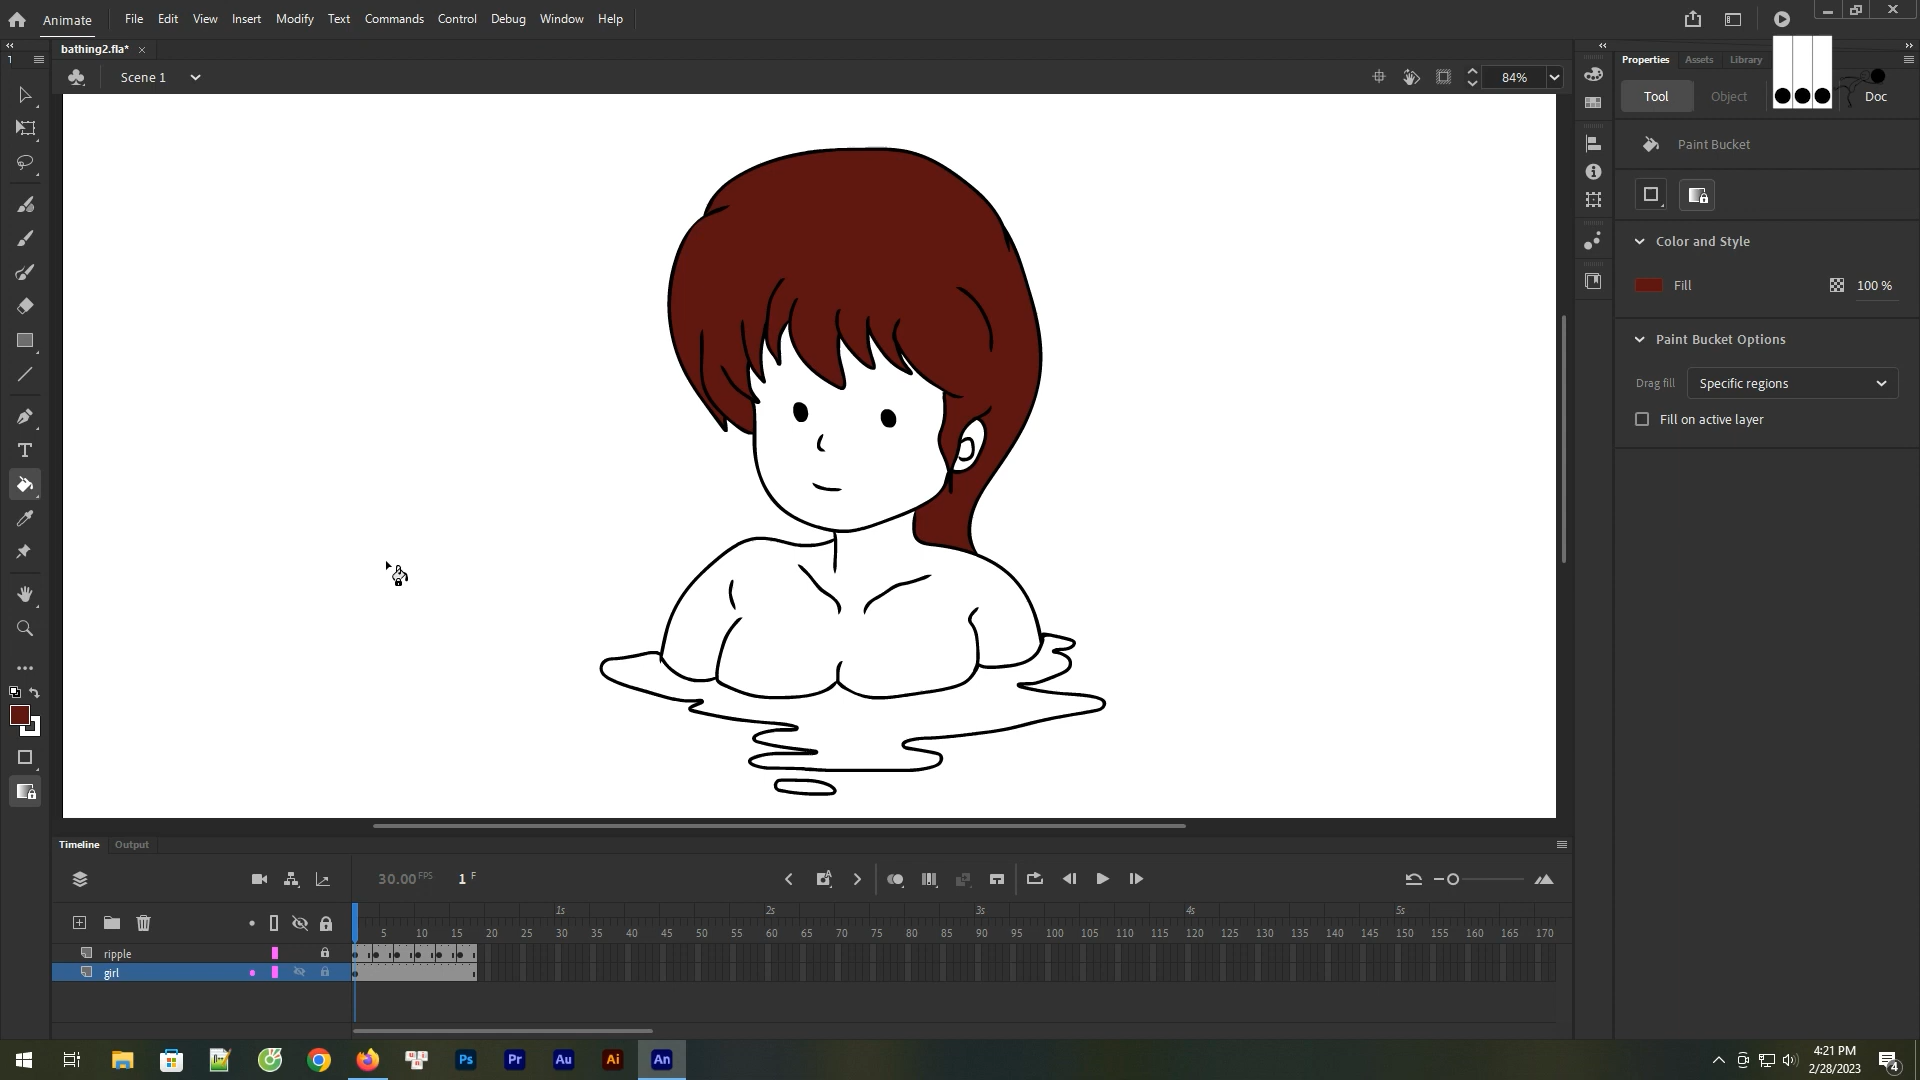 Animate File Edit View Insert Modify Text Commands Control Debug Window Help
bathing2.fla*
Scene 1 84%
Properties Assets Library
Tool Object Doc
Paint Bucket
Color and Style
Fill 100 %
Paint Bucket Options
Drag fill Specific regions
Fill on active layer
Timeline Output
30.00 FPS 1 F
1s 2s 3s 4s 5s
5 10 15 20 25 30 35 40 45 50 55 60 65 70 75 80 85 90 95 100 105 110 115 120 125 130 135 140 145 150 155 160 165 170
ripple
girl
Ps Pr Au Ai An
4:21 PM
2/28/2023
4